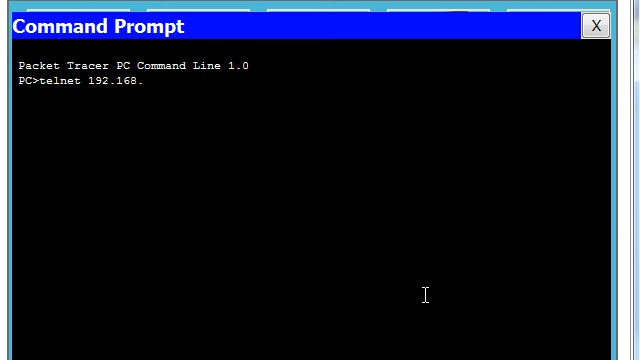 Command Prompt
X
Packet Tracer PC Command Line 1.0
PC>telnet 192.168.